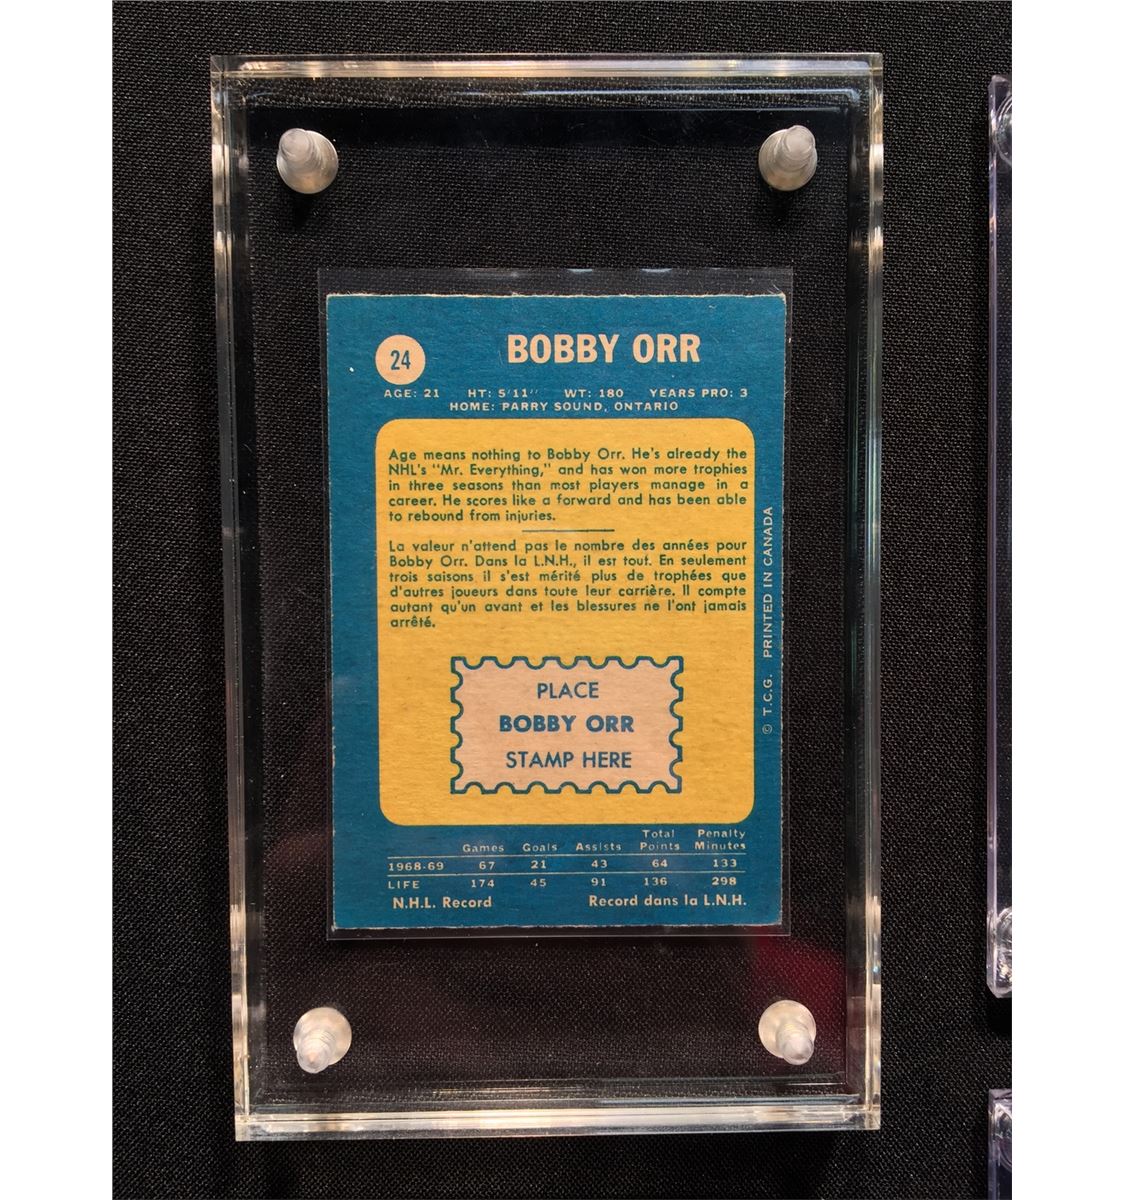 24
BOBBY ORR
AGE: 21 HT: 5'11" WT: 180 YEARS PRO: 3
HOME: PARRY SOUND, ONTARIO
Age means nothing to Bobby Orr. He's already the
NHL's "Mr. Everything," and has won more trophies
in three seasons than most players manage in a
career. He scores like a forward and has been able
to rebound from injuries.
La valeur n'attend pas le nombre des années pour
Bobby Orr. Dans la L.N.H., il est tout. En seulement
trois saisons il s'est mérité plus de trophées que
d'autres joueurs dans toute leur carrière. Il compte
autant qu'un avant et les blessures ne l'ont jamais
arrêté.
PLACE
BOBBY ORR
STAMP HERE
© T.C.G. PRINTED IN CANADA
Games Goals Assists Total Points Penalty Minutes
1968-69 67 21 43 64 133
LIFE 174 45 91 136 298
N.H.L. Record Record dans la L.N.H.